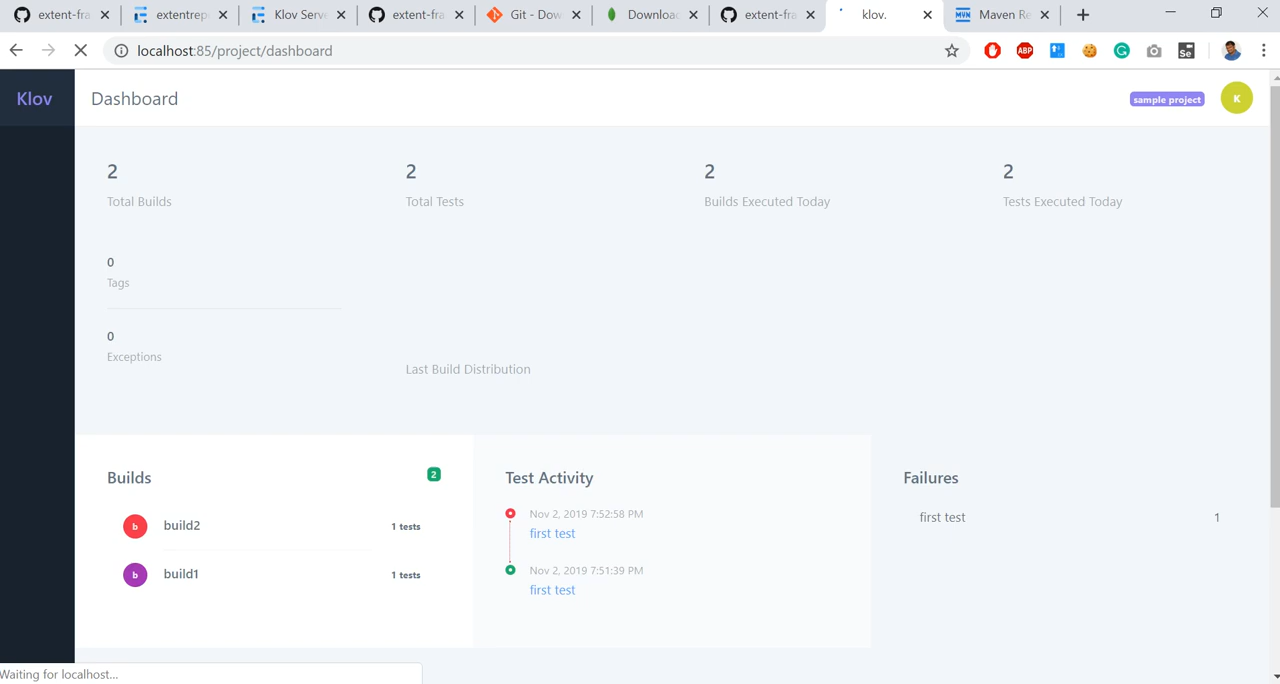 extent-fra
extentrep
Klov Serv
extent-fra
Git - Dow
Downloac
extent-fra
klov.
Maven Re
localhost:85/project/dashboard
ABP
Se
Klov
Dashboard
sample project
K
2
2
2
2
Total Builds
Total Tests
Builds Executed Today
Tests Executed Today
0
Tags
0
Exceptions
Last Build Distribution
Builds
2
Test Activity
Failures
b
build2
1 tests
Nov 2, 2019 7:52:58 PM
first test
first test
1
b
build1
1 tests
Nov 2, 2019 7:51:39 PM
first test
Waiting for localhost...